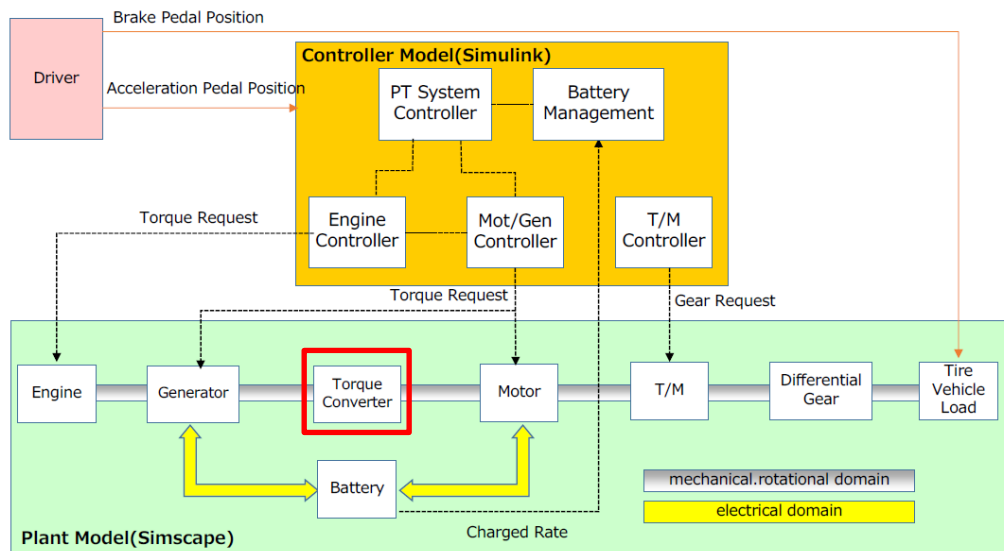 Brake Pedal Position
Driver
Acceleration Pedal Position
Controller Model(Simulink)
PT System
Controller
Battery
Management
Engine
Controller
Mot/Gen
Controller
T/M
Controller
Torque Request
Torque Request
Gear Request
Engine
Generator
Torque
Converter
Motor
T/M
Differential
Gear
Tire
Vehicle
Load
Battery
mechanical.rotational domain
electrical domain
Charged Rate
Plant Model(Simscape)